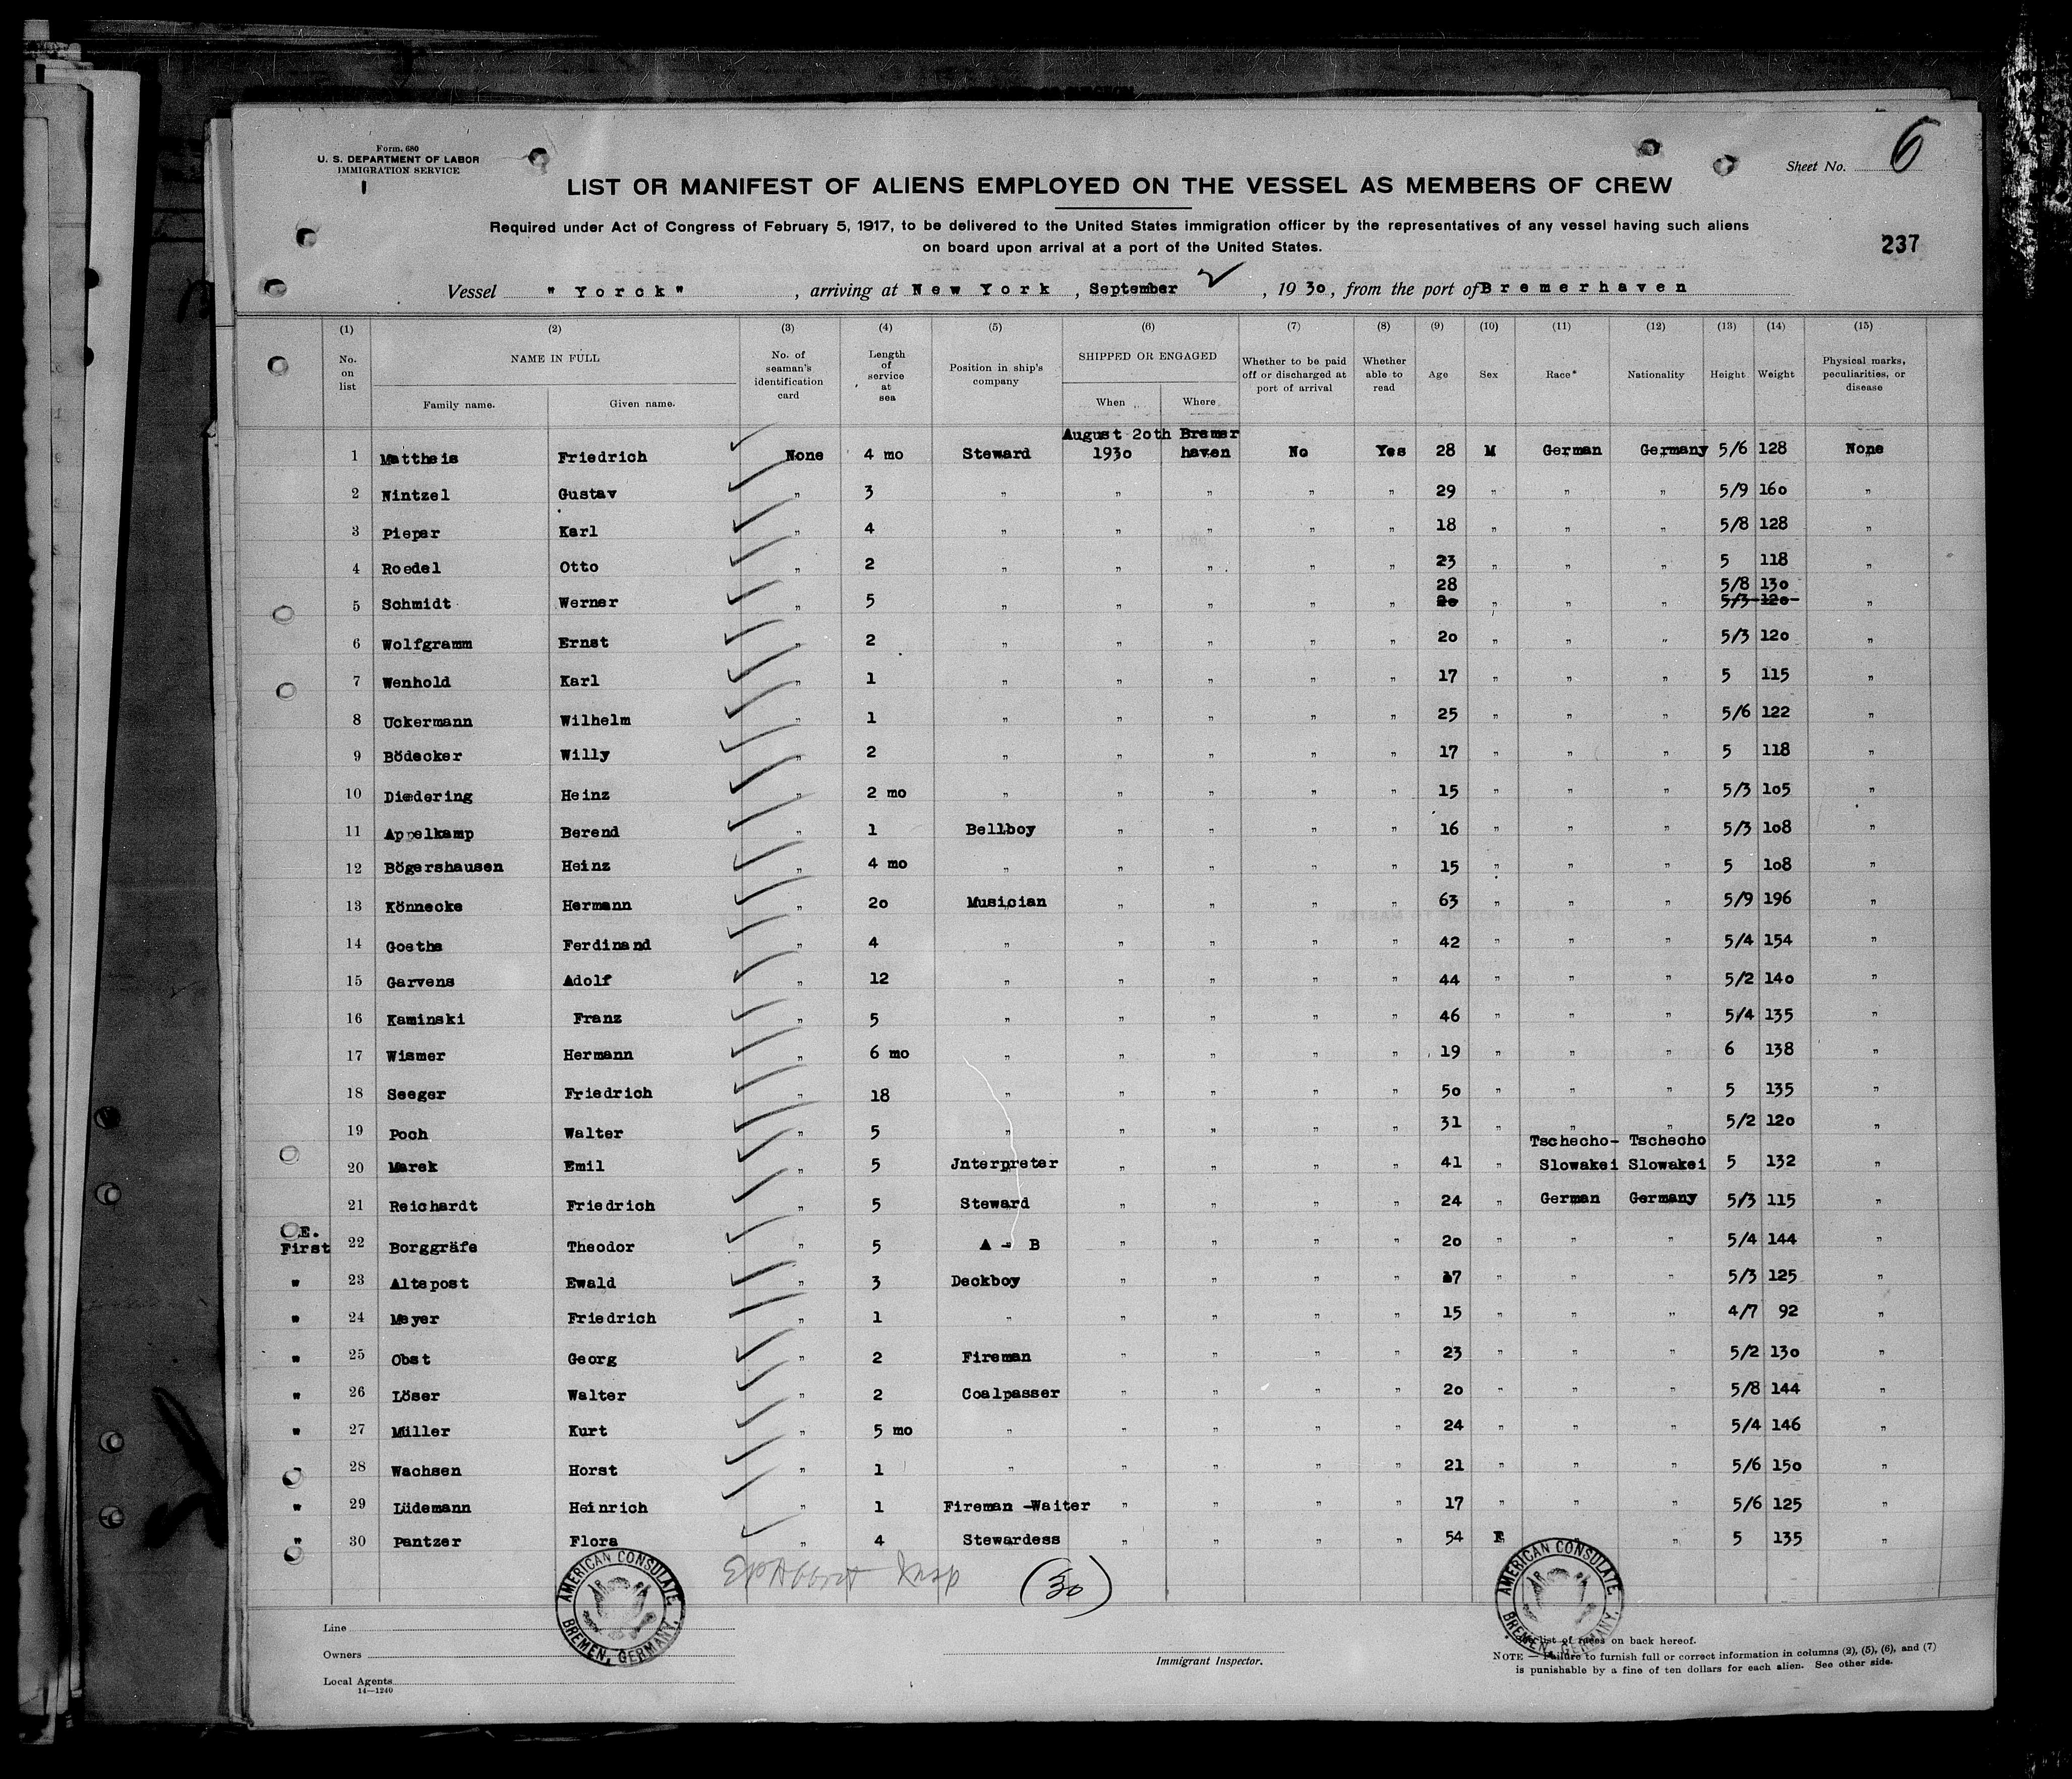 Form. 680
U. S. DEPARTMENT OF LABOR
IMMIGRATION SERVICE
Sheet No. 6
LIST OR MANIFEST OF ALIENS EMPLOYED ON THE VESSEL AS MEMBERS OF CREW
Required under Act of Congress of February 5, 1917, to be delivered to the United States immigration officer by the representatives of any vessel having such aliens
on board upon arrival at a port of the United States.
237
Vessel "Yorck", arriving at New York, September 2, 1930, from the port of Bremerhaven
(1) (2) (3) (4) (5) (6) (7) (8) (9) (10) (11) (12) (13) (14) (15)
No. on list NAME IN FULL Family name. Given name. No. of seaman's identification card Length of service at sea Position in ship's company SHIPPED OR ENGAGED When Where Whether to be paid off or discharged at port of arrival Whether able to read Age Sex Race* Nationality Height Weight Physical marks, peculiarities, or disease
August 20th Bremer
1 Mattheis Friedrich None 4 mo Steward 1930 haven No Yes 28 M German Germany 5/6 128 None
2 Nintzel Gustav " 3 " " " " " 29 " " " 5/9 160 "
3 Pieper Karl " 4 " " " " " 18 " " " 5/8 128 "
4 Roedel Otto " 2 " " " " " 23 " " " 5 118 "
28 5/8 130
5 Schmidt Werner " 5 " " " " " 20 " " " 5/3 120 "
6 Wolfgramm Ernst " 2 " " " " " 20 " " " 5/3 120 "
7 Wenhold Karl " 1 " " " " " 17 " " " 5 115 "
8 Uckermann Wilhelm " 1 " " " " " 25 " " " 5/6 122 "
9 Bödecker Willy " 2 " " " " " 17 " " " 5 118 "
10 Diedering Heinz " 2 mo " " " " " 15 " " " 5/3 105 "
11 Appelkamp Berend " 1 Bellboy " " " " 16 " " " 5/3 108 "
12 Bögershausen Heinz " 4 mo " " " " " 15 " " " 5 108 "
13 Könnecke Hermann " 20 Musician " " " " 63 " " " 5/9 196 "
14 Goethe Ferdinand " 4 " " " " " 42 " " " 5/4 154 "
15 Garvens Adolf " 12 " " " " " 44 " " " 5/2 140 "
16 Kaminski Franz " 5 " " " " " 46 " " " 5/4 135 "
17 Wismer Hermann " 6 mo " " " " " 19 " " " 6 138 "
18 Seeger Friedrich " 18 " " " " " 50 " " " 5 135 "
19 Poch Walter " 5 " " " " " 31 " " " 5/2 120 "
Tschecho- Tschecho
20 Marek Emil " 5 Jnterpreter " " " " 41 " Slowakei Slowakei 5 132 "
21 Reichardt Friedrich " 5 Steward " " " " 24 " German Germany 5/3 115 "
E.
First 22 Borggräfe Theodor " 5 A - B " " " " 20 " " " 5/4 144 "
" 23 Altepost Ewald " 3 Deckboy " " " " 17 " " " 5/3 125 "
" 24 Meyer Friedrich " 1 " " " " " 15 " " " 4/7 92 "
" 25 Obst Georg " 2 Fireman " " " " 23 " " " 5/2 130 "
" 26 Löser Walter " 2 Coalpasser " " " " 20 " " " 5/8 144 "
" 27 Müller Kurt " 5 mo " " " " " 24 " " " 5/4 146 "
28 Wachsen Horst " 1 " " " " " 21 " " " 5/6 150 "
" 29 Lüdemann Heinrich " 1 Fireman -Waiter " " " " 17 " " " 5/6 125 "
" 30 Pantzer Flora " 4 Stewardess " " " " 54 F " " 5 135 "
(30)
AMERICAN CONSULATE BREMEN, GERMANY.
AMERICAN CONSULATE BREMEN, GERMANY.
Line
Owners
Local Agents
14—1240
Immigrant Inspector.
list of races on back hereof.
NOTE — Failure to furnish full or correct information in columns (2), (5), (6), and (7)
is punishable by a fine of ten dollars for each alien. See other side.